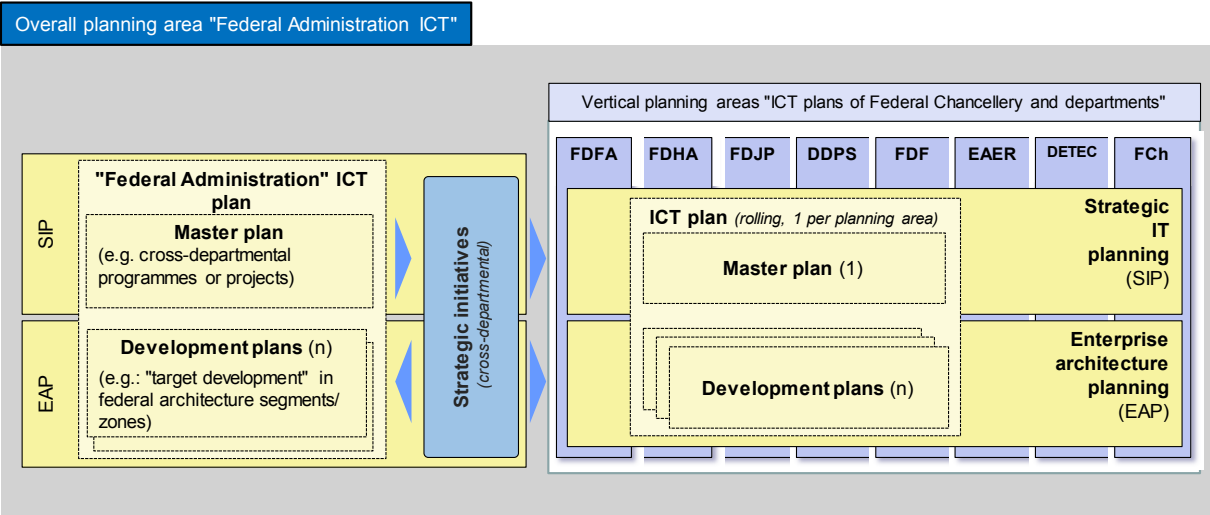 Overall planning area "Federal Administration ICT"
Vertical planning areas "ICT plans of Federal Chancellery and departments"
FDFA
FDHA
FDJP
DDPS
FDF
EAER
DETEC
FCh
SIP
EAP
"Federal Administration" ICT
plan
Master plan
(e.g. cross-departmental
programmes or projects)
Development plans (n)
(e.g.: "target development" in
federal architecture segments/
zones)
Strategic initiatives
(cross-departmental)
ICT plan (rolling, 1 per planning area)
Master plan (1)
Development plans (n)
Strategic
IT
planning
(SIP)
Enterprise
architecture
planning
(EAP)